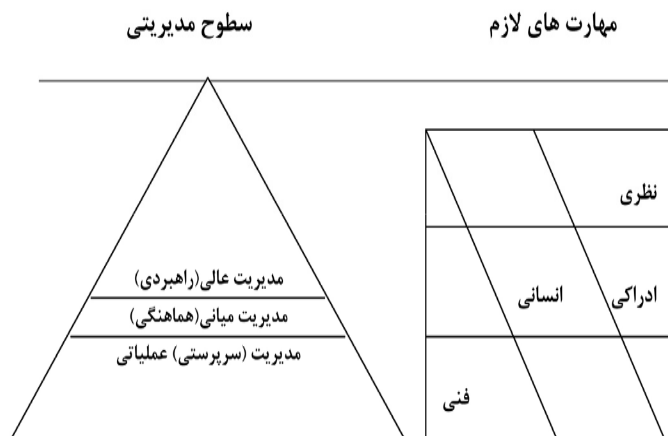 مهارت های لازم
سطوح مدیریتی
نظری
ادراکی
انسانی
فنی
مدیریت عالی(راهبردی)
مدیریت میانی(هماهنگی)
مدیریت (سرپرستی) عملیاتی